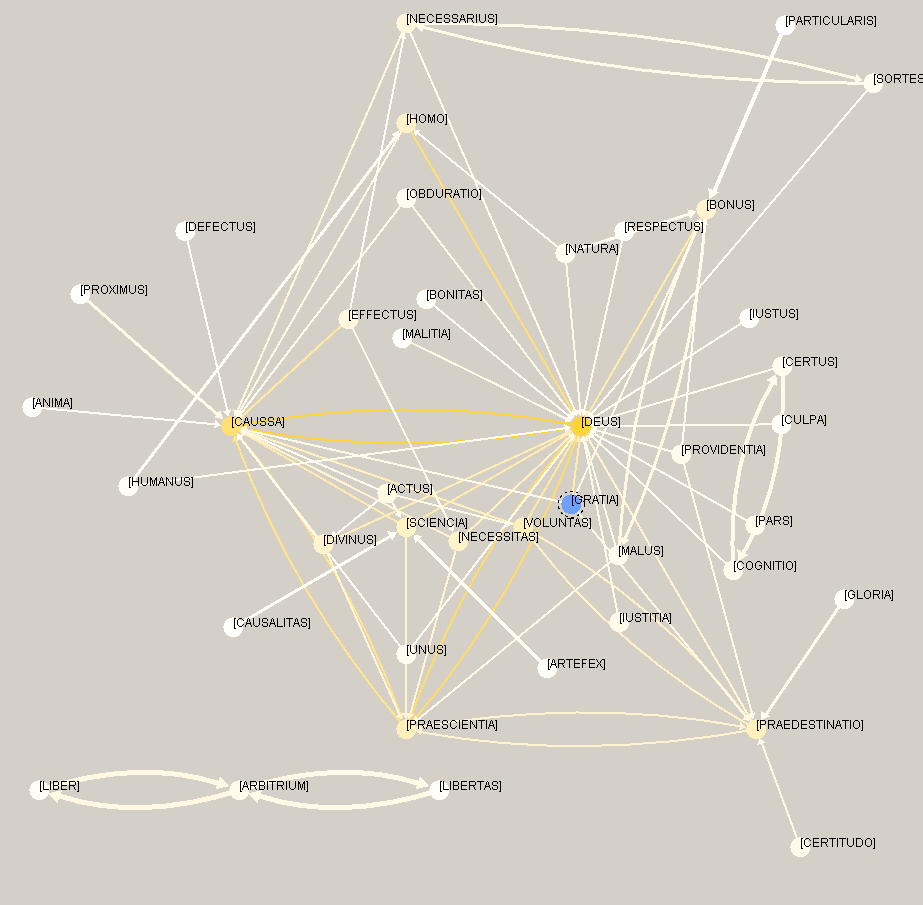 [NECESSARIUS]
[PARTICULARIS]
[SORTES
[HOMO]
[OBDURATIO]
[BONUS]
[DEFECTUS]
[RESPECTUS]
[NATURA]
[PROXIMUS]
[BONITAS]
[EFFECTUS]
[IUSTUS]
[MALITIA]
[CERTUS]
[ANIMA]
[CAUSSA]
[DEUS]
[CULPA]
[PROVIDENTIA]
[HUMANUS]
[ACTUS]
[GRATIA]
[SCIENCIA]
[VOLUNTAS]
[PARS]
[DIVINUS]
[NECESSITAS]
[MALUS]
[COGNITIO]
[GLORIA]
[CAUSALITAS]
[IUSTITIA]
[UNUS]
[ARTEFEX]
[PRAESCIENTIA]
[PRAEDESTINATIO]
[LIBER]
[ARBITRIUM]
[LIBERTAS]
[CERTITUDO]